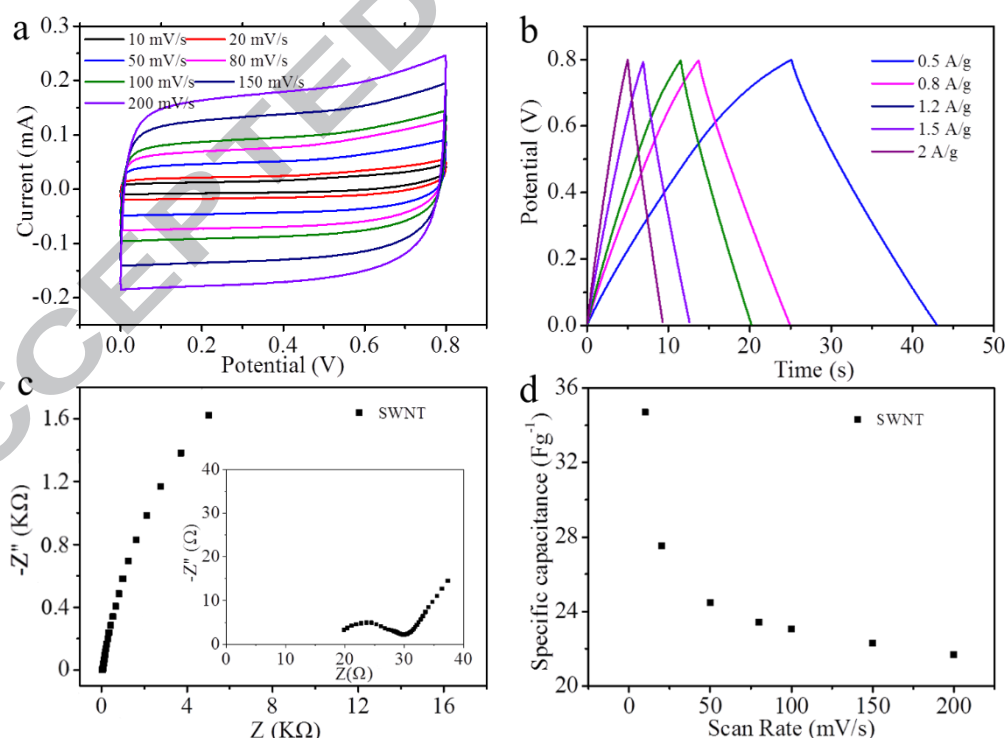 a
10 mV/s 20 mV/s
50 mV/s 80 mV/s
100 mV/s 150 mV/s
200 mV/s
0.3
0.2
0.1
0.0
-0.1
-0.2
Current (mA)
0.0 0.2 0.4 0.6 0.8
Potential (V)
b
0.5 A/g
0.8 A/g
1.2 A/g
1.5 A/g
2 A/g
0.8
0.6
0.4
0.2
0.0
Potential (V)
0 10 20 30 40 50
Time (s)
c
SWNT
1.6
1.2
0.8
0.4
0
-Z" (KΩ)
0 4 8 12 16
Z (KΩ)
40
30
20
10
0
-Z" (Ω)
0 10 20 30 40
Z(Ω)
d
SWNT
36
32
28
24
20
Specific capacitance (Fg⁻¹)
0 50 100 150 200
Scan Rate (mV/s)
CCEPTED